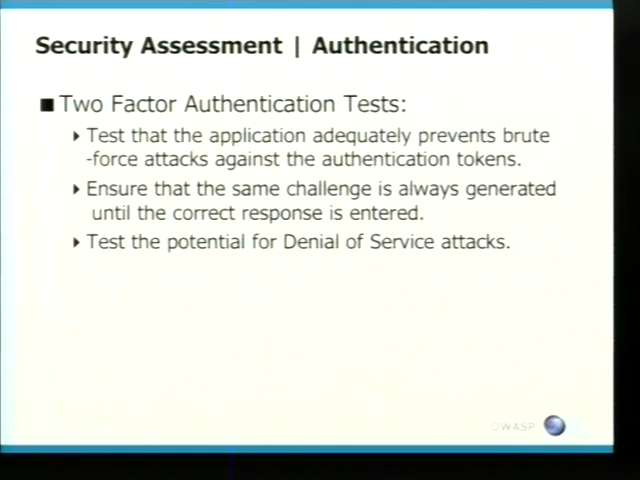 Security Assessment | Authentication
Two Factor Authentication Tests:
Test that the application adequately prevents brute
-force attacks against the authentication tokens.
Ensure that the same challenge is always generated
until the correct response is entered.
Test the potential for Denial of Service attacks.
OWASP